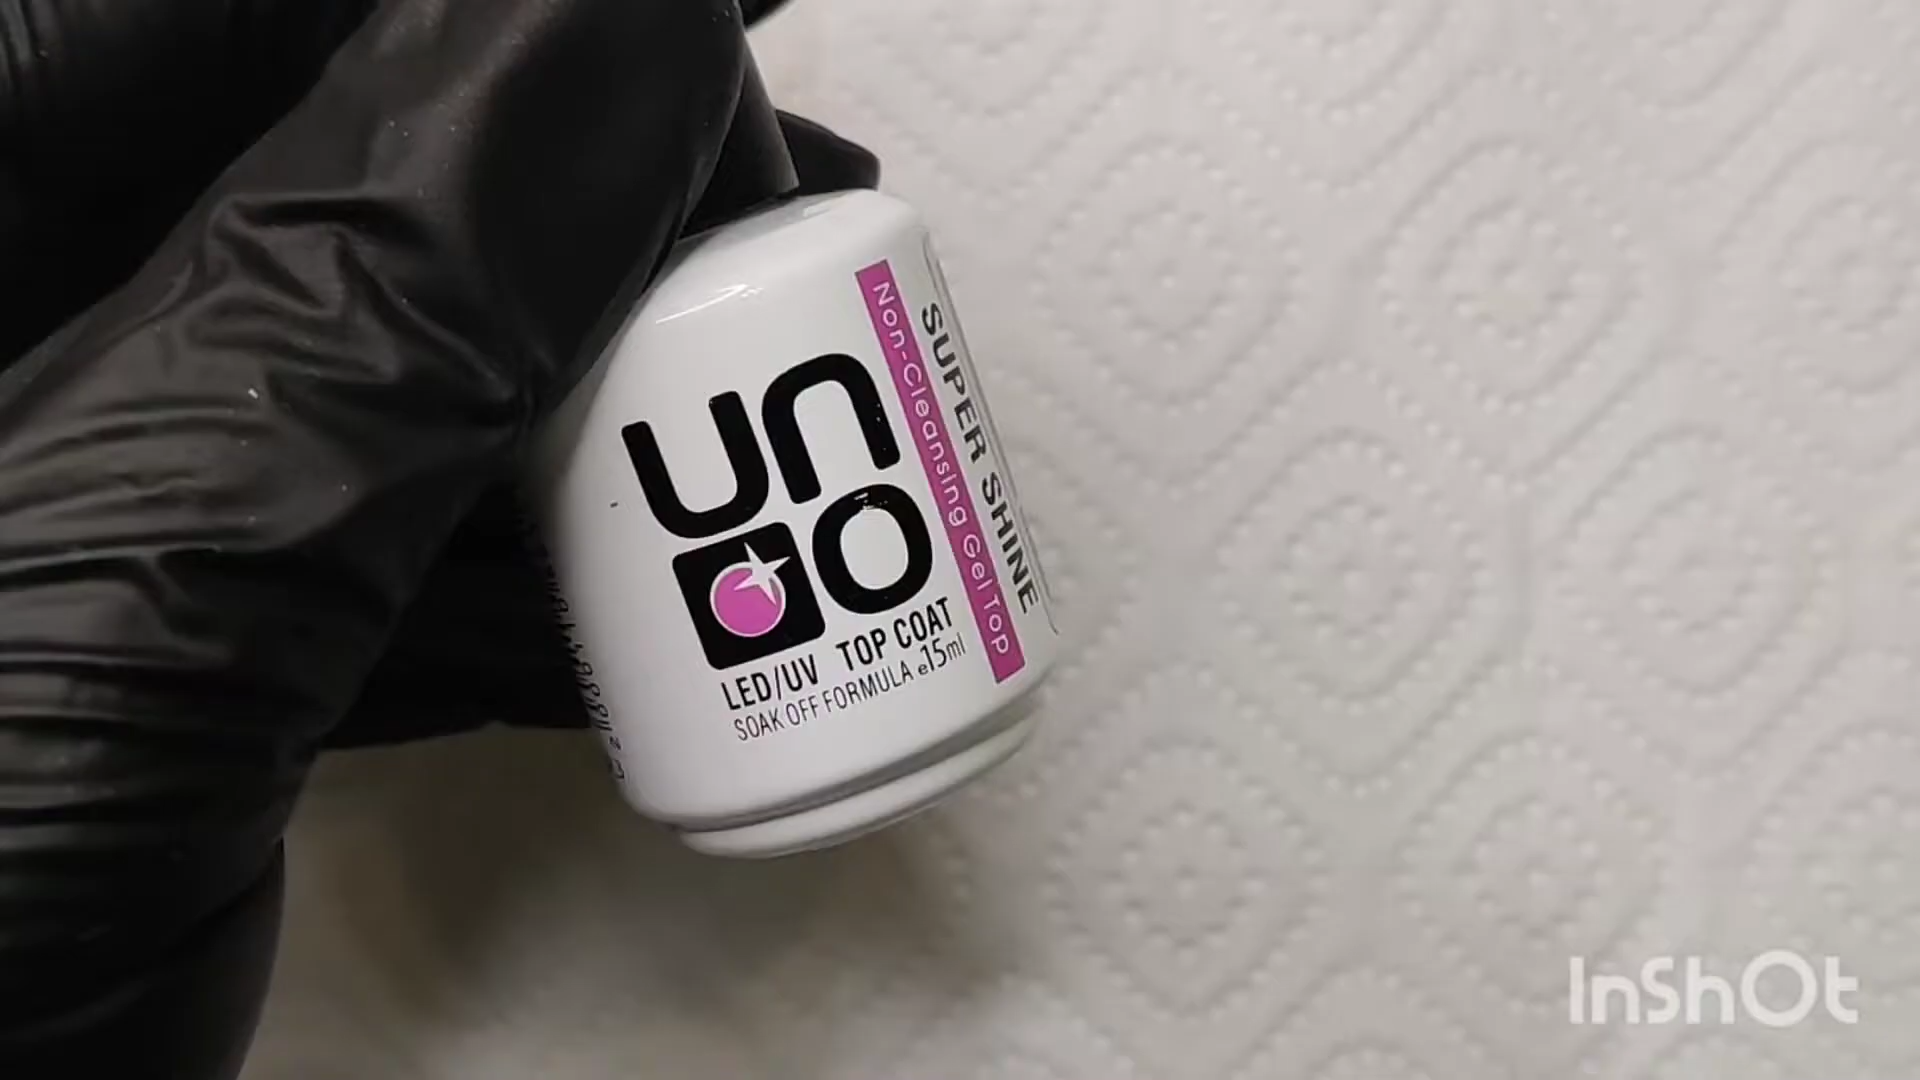 uno
LED/UV TOP COAT
SOAK OFF FORMULA e15ml
Non-Cleansing Gel Top
SUPER SHINE
InShOt